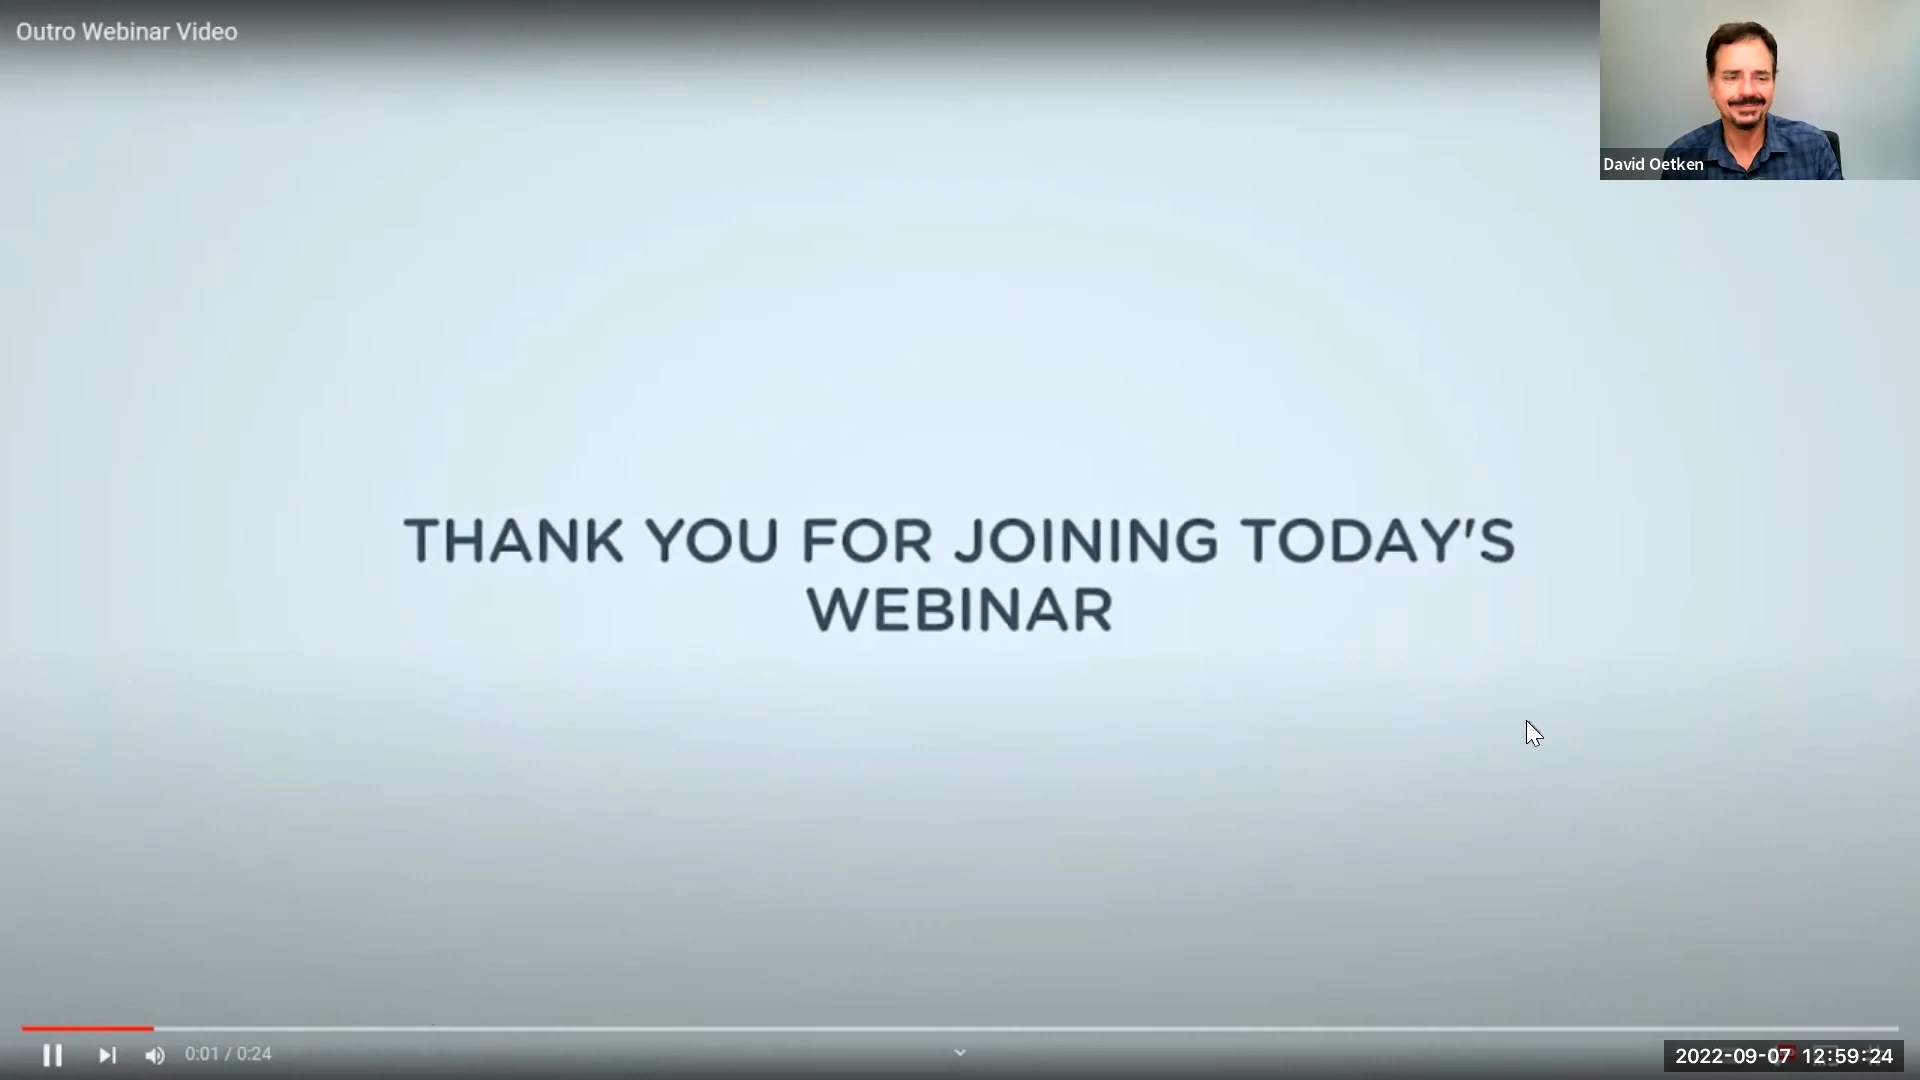 Outro Webinar Video
David Oetken
THANK YOU FOR JOINING TODAY'S
WEBINAR
0:01 / 0:24
2022-09-07 12:59:24